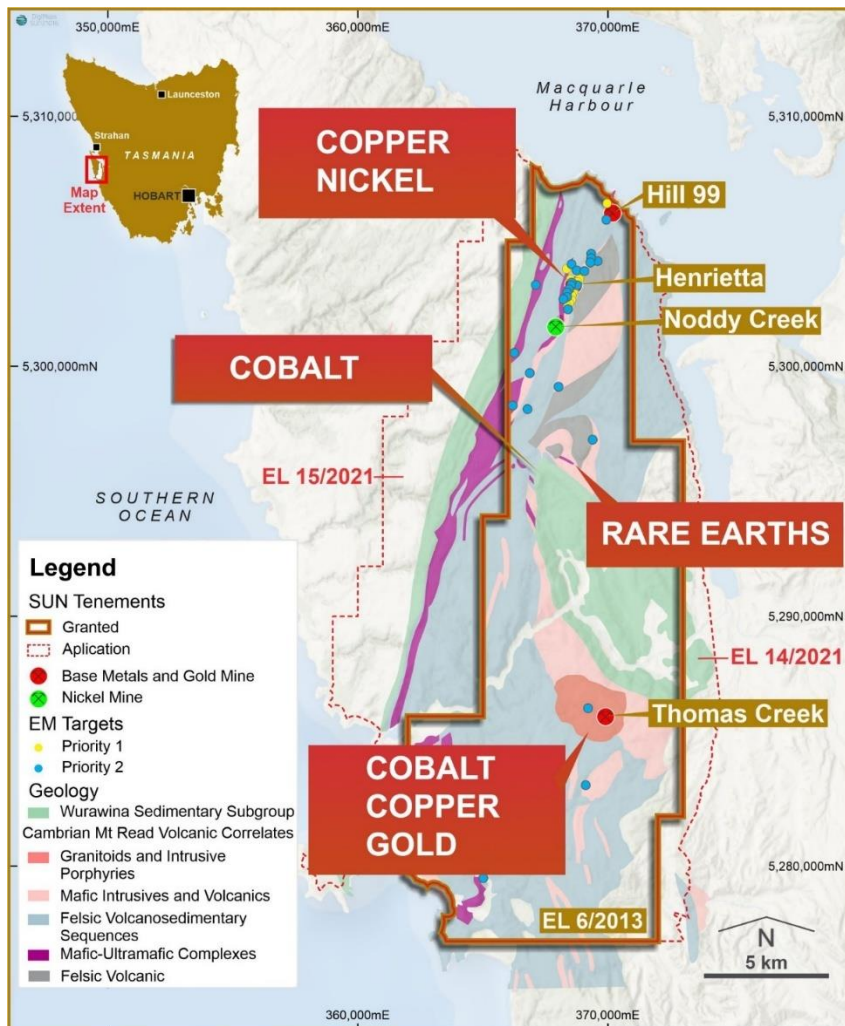 350,000mE
360,000mE
370,000mE
5,310,000mN
Launceston
Strahan
TASMANIA
HOBART
Map
Extent
Macquarle
Harbour
COPPER
NICKEL
Hill 99
Henrietta
Noddy Creek
5,300,000mN
5,300,000mN
COBALT
EL 15/2021
SOUTHERN
OCEAN
RARE EARTHS
Legend
SUN Tenements
Granted
Aplication
Base Metals and Gold Mine
Nickel Mine
EM Targets
Priority 1
Priority 2
Geology
Wurawina Sedimentary Subgroup
Cambrian Mt Read Volcanic Correlates
Granitoids and Intrusive
Porphyries
Mafic Intrusives and Volcanics
Felsic Volcanosedimentary
Sequences
Mafic-Ultramafic Complexes
Felsic Volcanic
5,310,000mN
5,290,000mN
EL 14/2021
Thomas Creek
COBALT
COPPER
GOLD
5,280,000mN
EL 6/2013
N
5 km
360,000mE
370,000mE